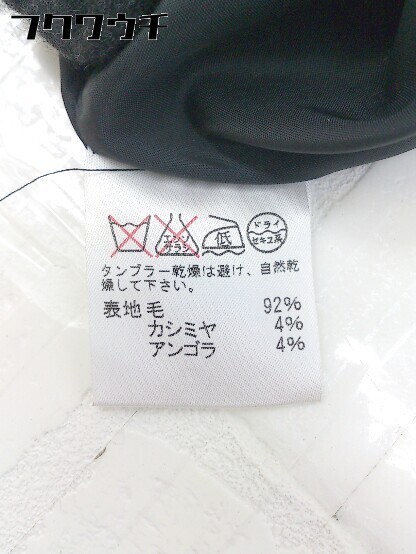 フクウウチ
エンソ
サラシ
低
ドライ
セキユ系
タンブラー乾燥は避け、自然乾
燥して下さい。
表地毛 92%
カシミヤ 4%
アンゴラ 4%